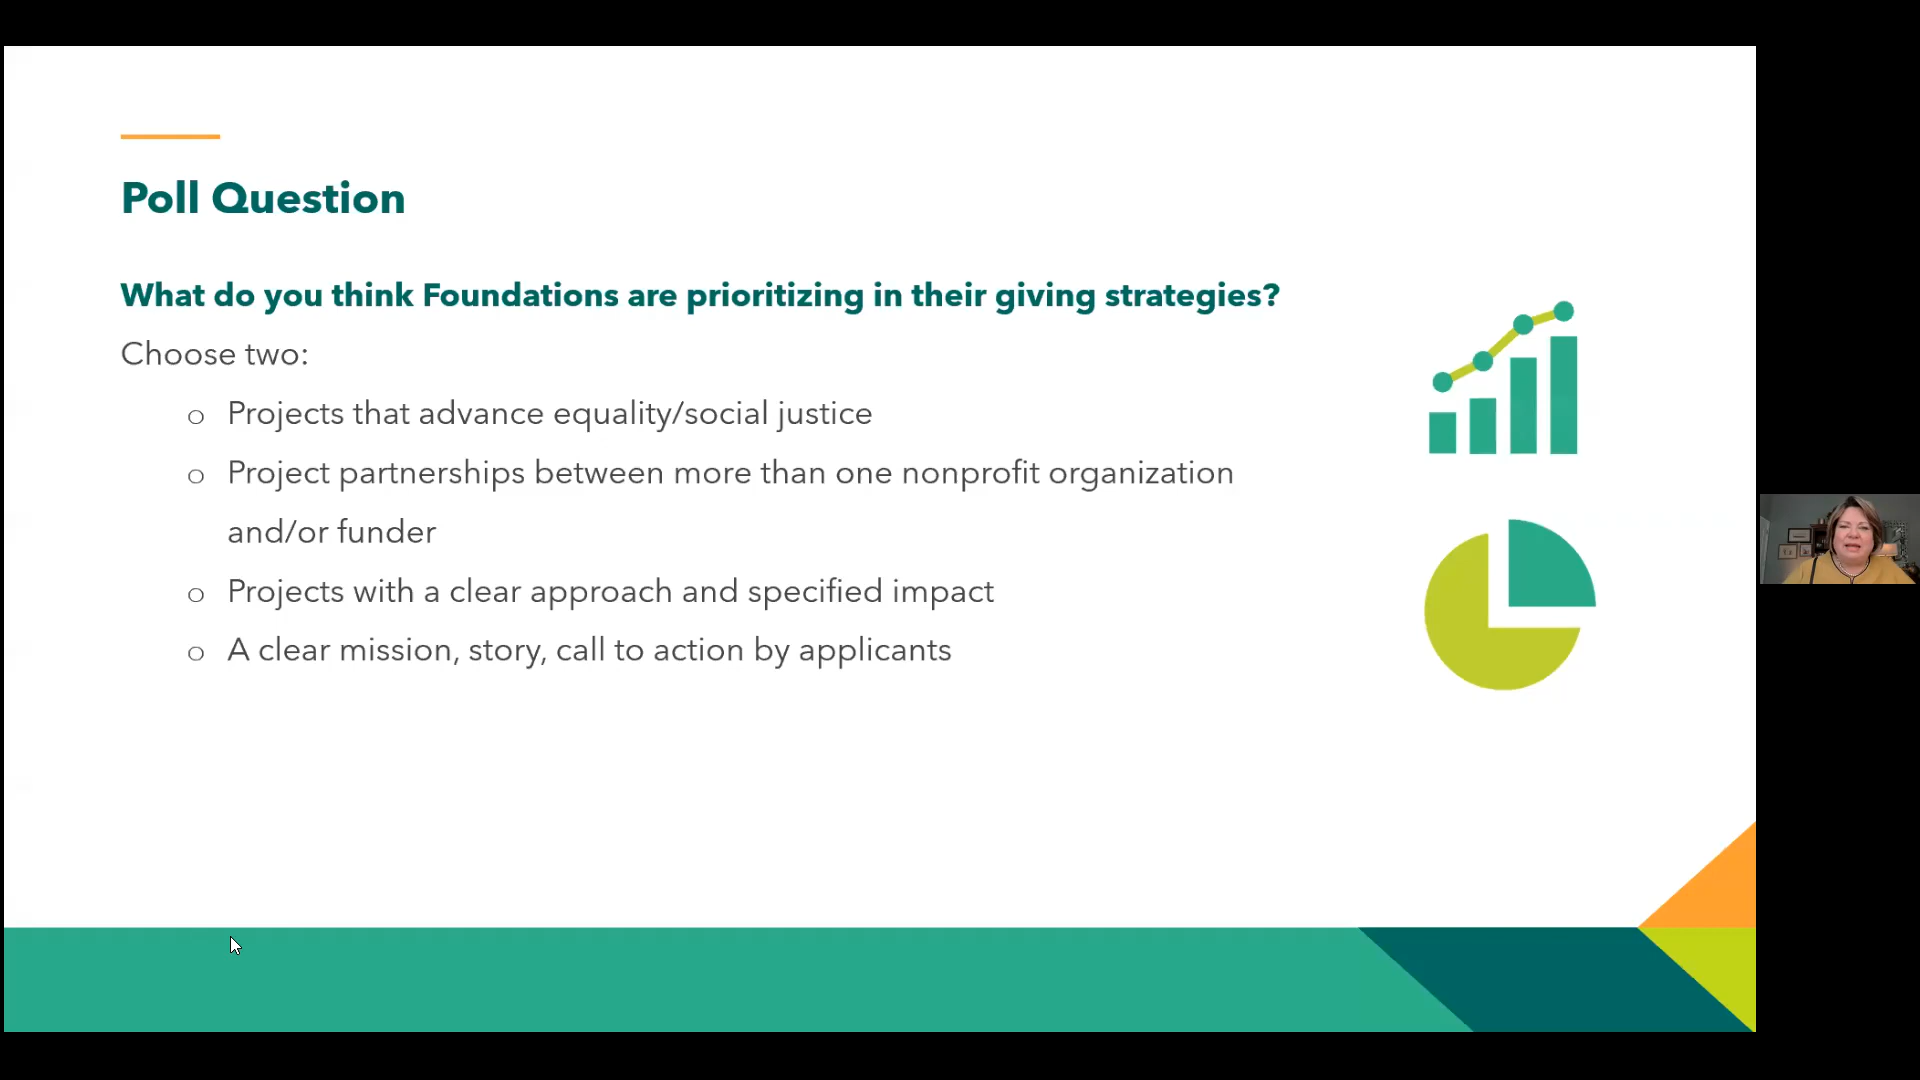 Poll Question
What do you think Foundations are prioritizing in their giving strategies?
Choose two:
o Projects that advance equality/social justice
o Project partnerships between more than one nonprofit organization
and/or funder
o Projects with a clear approach and specified impact
o A clear mission, story, call to action by applicants